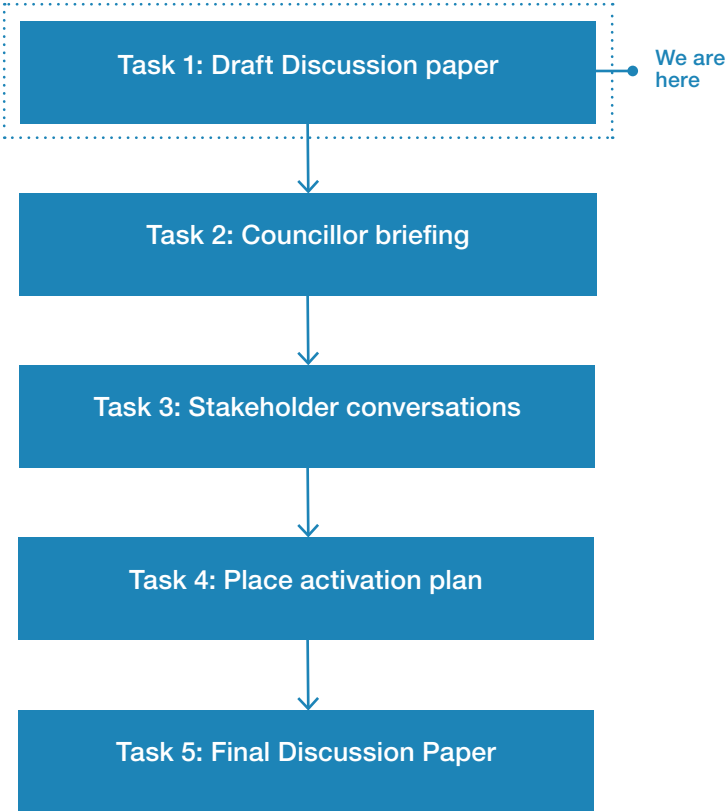 Task 1: Draft Discussion paper
We are
here
Task 2: Councillor briefing
Task 3: Stakeholder conversations
Task 4: Place activation plan
Task 5: Final Discussion Paper